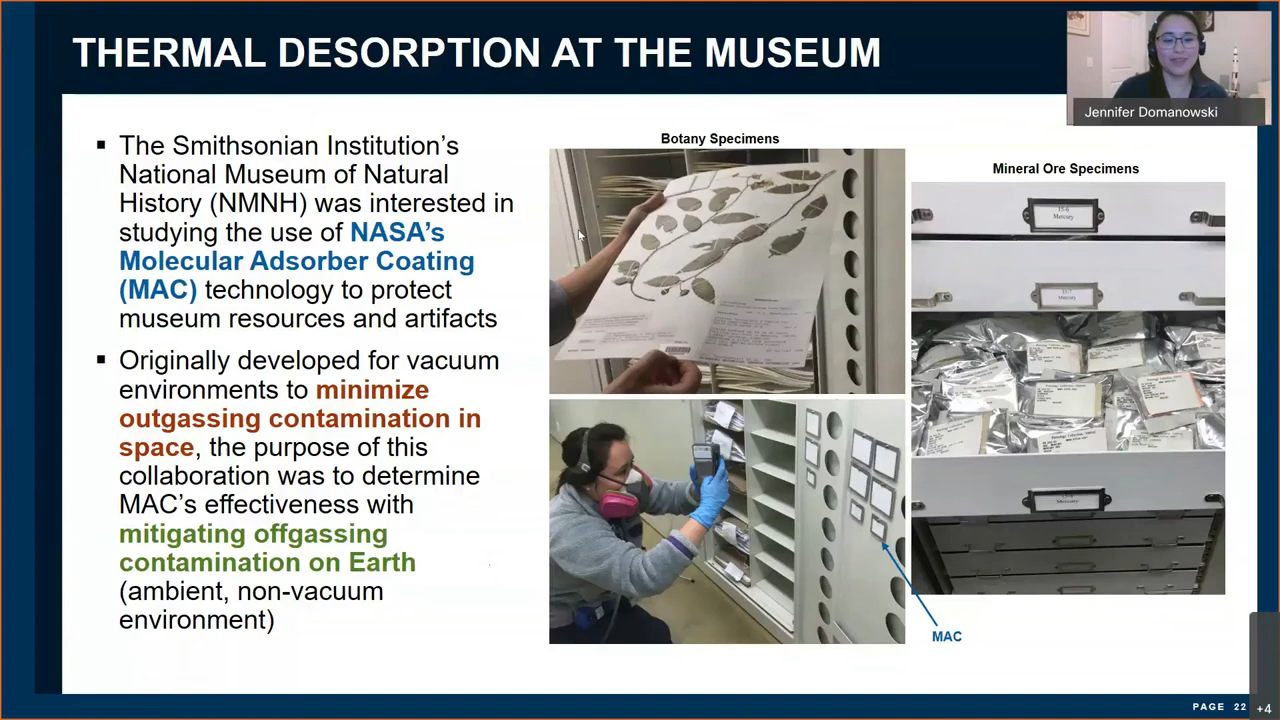 THERMAL DESORPTION AT THE MUSEUM
Jennifer Domanowski
▪ The Smithsonian Institution’s
National Museum of Natural
History (NMNH) was interested in
studying the use of NASA’s
Molecular Adsorber Coating
(MAC) technology to protect
museum resources and artifacts
▪ Originally developed for vacuum
environments to minimize
outgassing contamination in
space, the purpose of this
collaboration was to determine
MAC’s effectiveness with
mitigating offgassing
contamination on Earth
(ambient, non-vacuum
environment)
Botany Specimens
Mineral Ore Specimens
Mercury
Mercury
Mercury
MAC
PAGE 22
+4